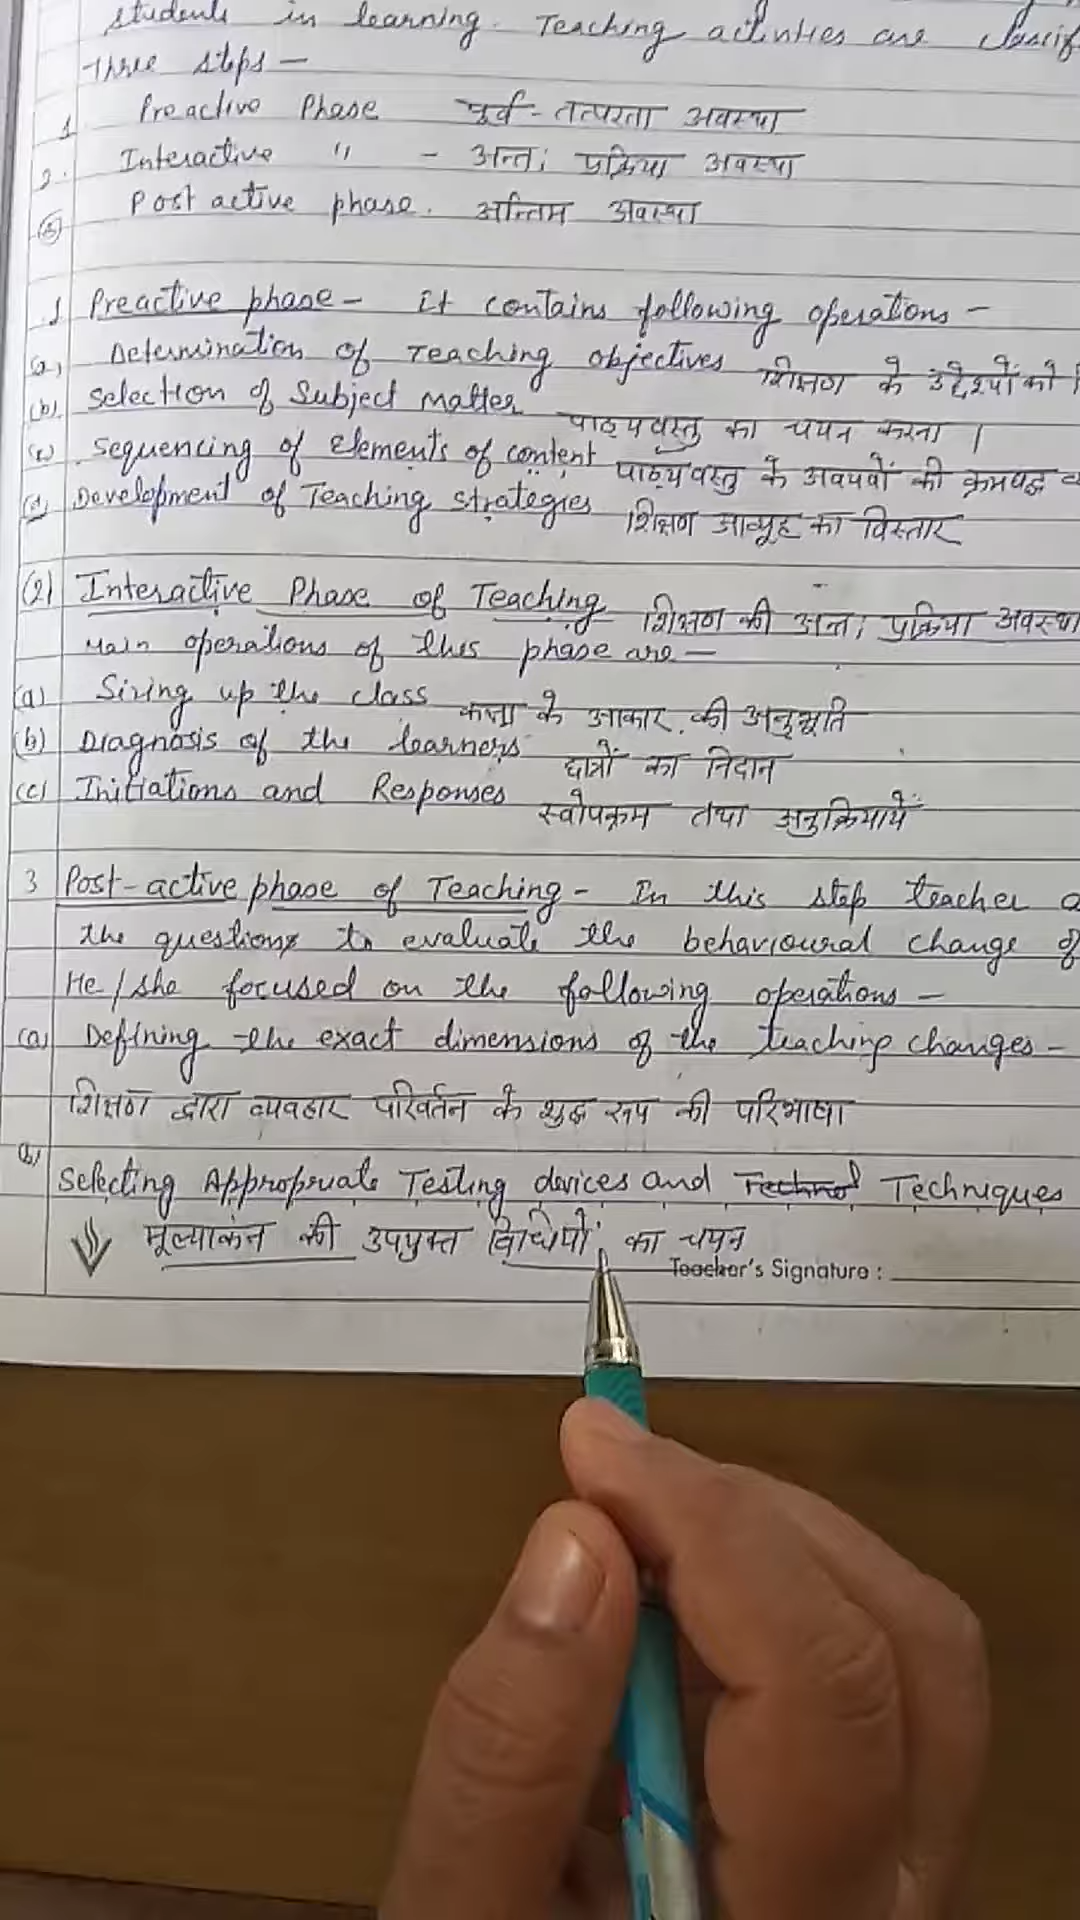 students in learning. Teaching activities are
three steps —
1. Preactive Phase पूर्व - तत्परता अवस्था
2. Interactive " - अन्त: प्रक्रिया अवस्था
③ Post active phase. अन्तिम अवस्था
1 Preactive phase - it contains following operations -
(a) Determination of Teaching objectives शिक्षण के उद्देश्यों को
(b) Selection of Subject Matter पाठ्यवस्तु का चयन करना ।
(c) Sequencing of elements of content पाठ्यवस्तु के अवयवों की क्रमबद्ध
(d) Development of Teaching strategies शिक्षण आव्यूह का विस्तार
(2) Interactive Phase of Teaching शिक्षण की अन्त: प्रक्रिया अवस्था
Main operations of this phase are —
(a) Sizing up the class कक्षा के आकार की अनुभूति
(b) Diagnosis of the learners छात्रों का निदान
(c) Initiations and Responses स्वोपक्रम तथा अनुक्रियायें
3 Post-active phase of Teaching - In this step teacher
the questions to evaluate the behavioural change of
He/she focused on the following operations -
(a) Defining the exact dimensions of the teaching changes -
शिक्षण द्वारा व्यवहार परिवर्तन के शुद्ध रूप की परिभाषा
(b) Selecting Appropriate Testing devices and Techniques
मूल्याकंन की उपयुक्त विधियों का चयन
Teacher's Signature :